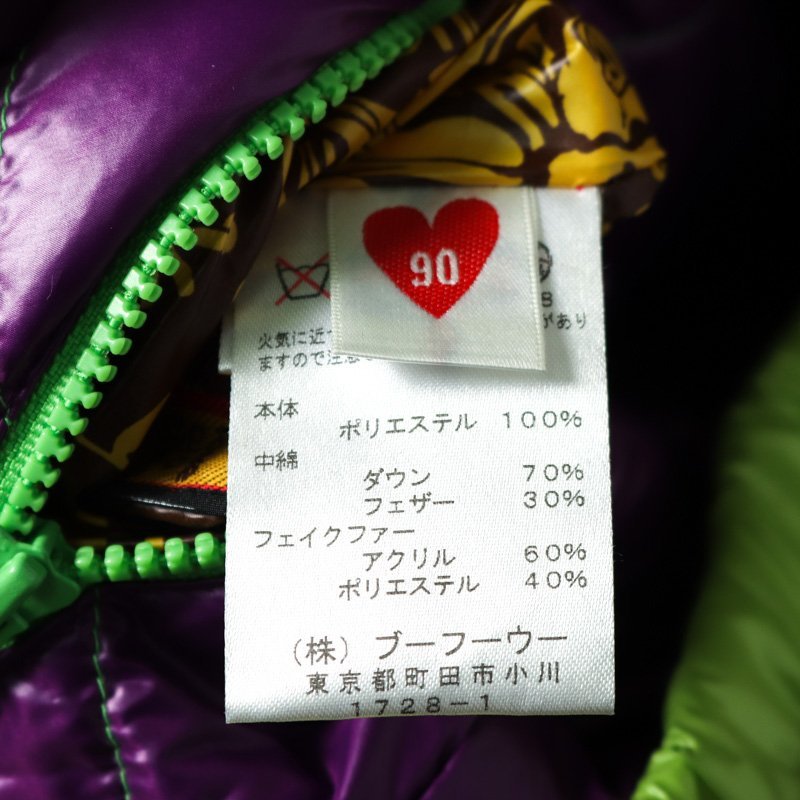 90
8
火気に近
があり
ますので注意
本体
ポリエステル 100%
中綿
ダウン 70%
フェザー 30%
フェイクファー
アクリル 60%
ポリエステル 40%
(株) ブーフーウー
東京都町田市小川
1728-1